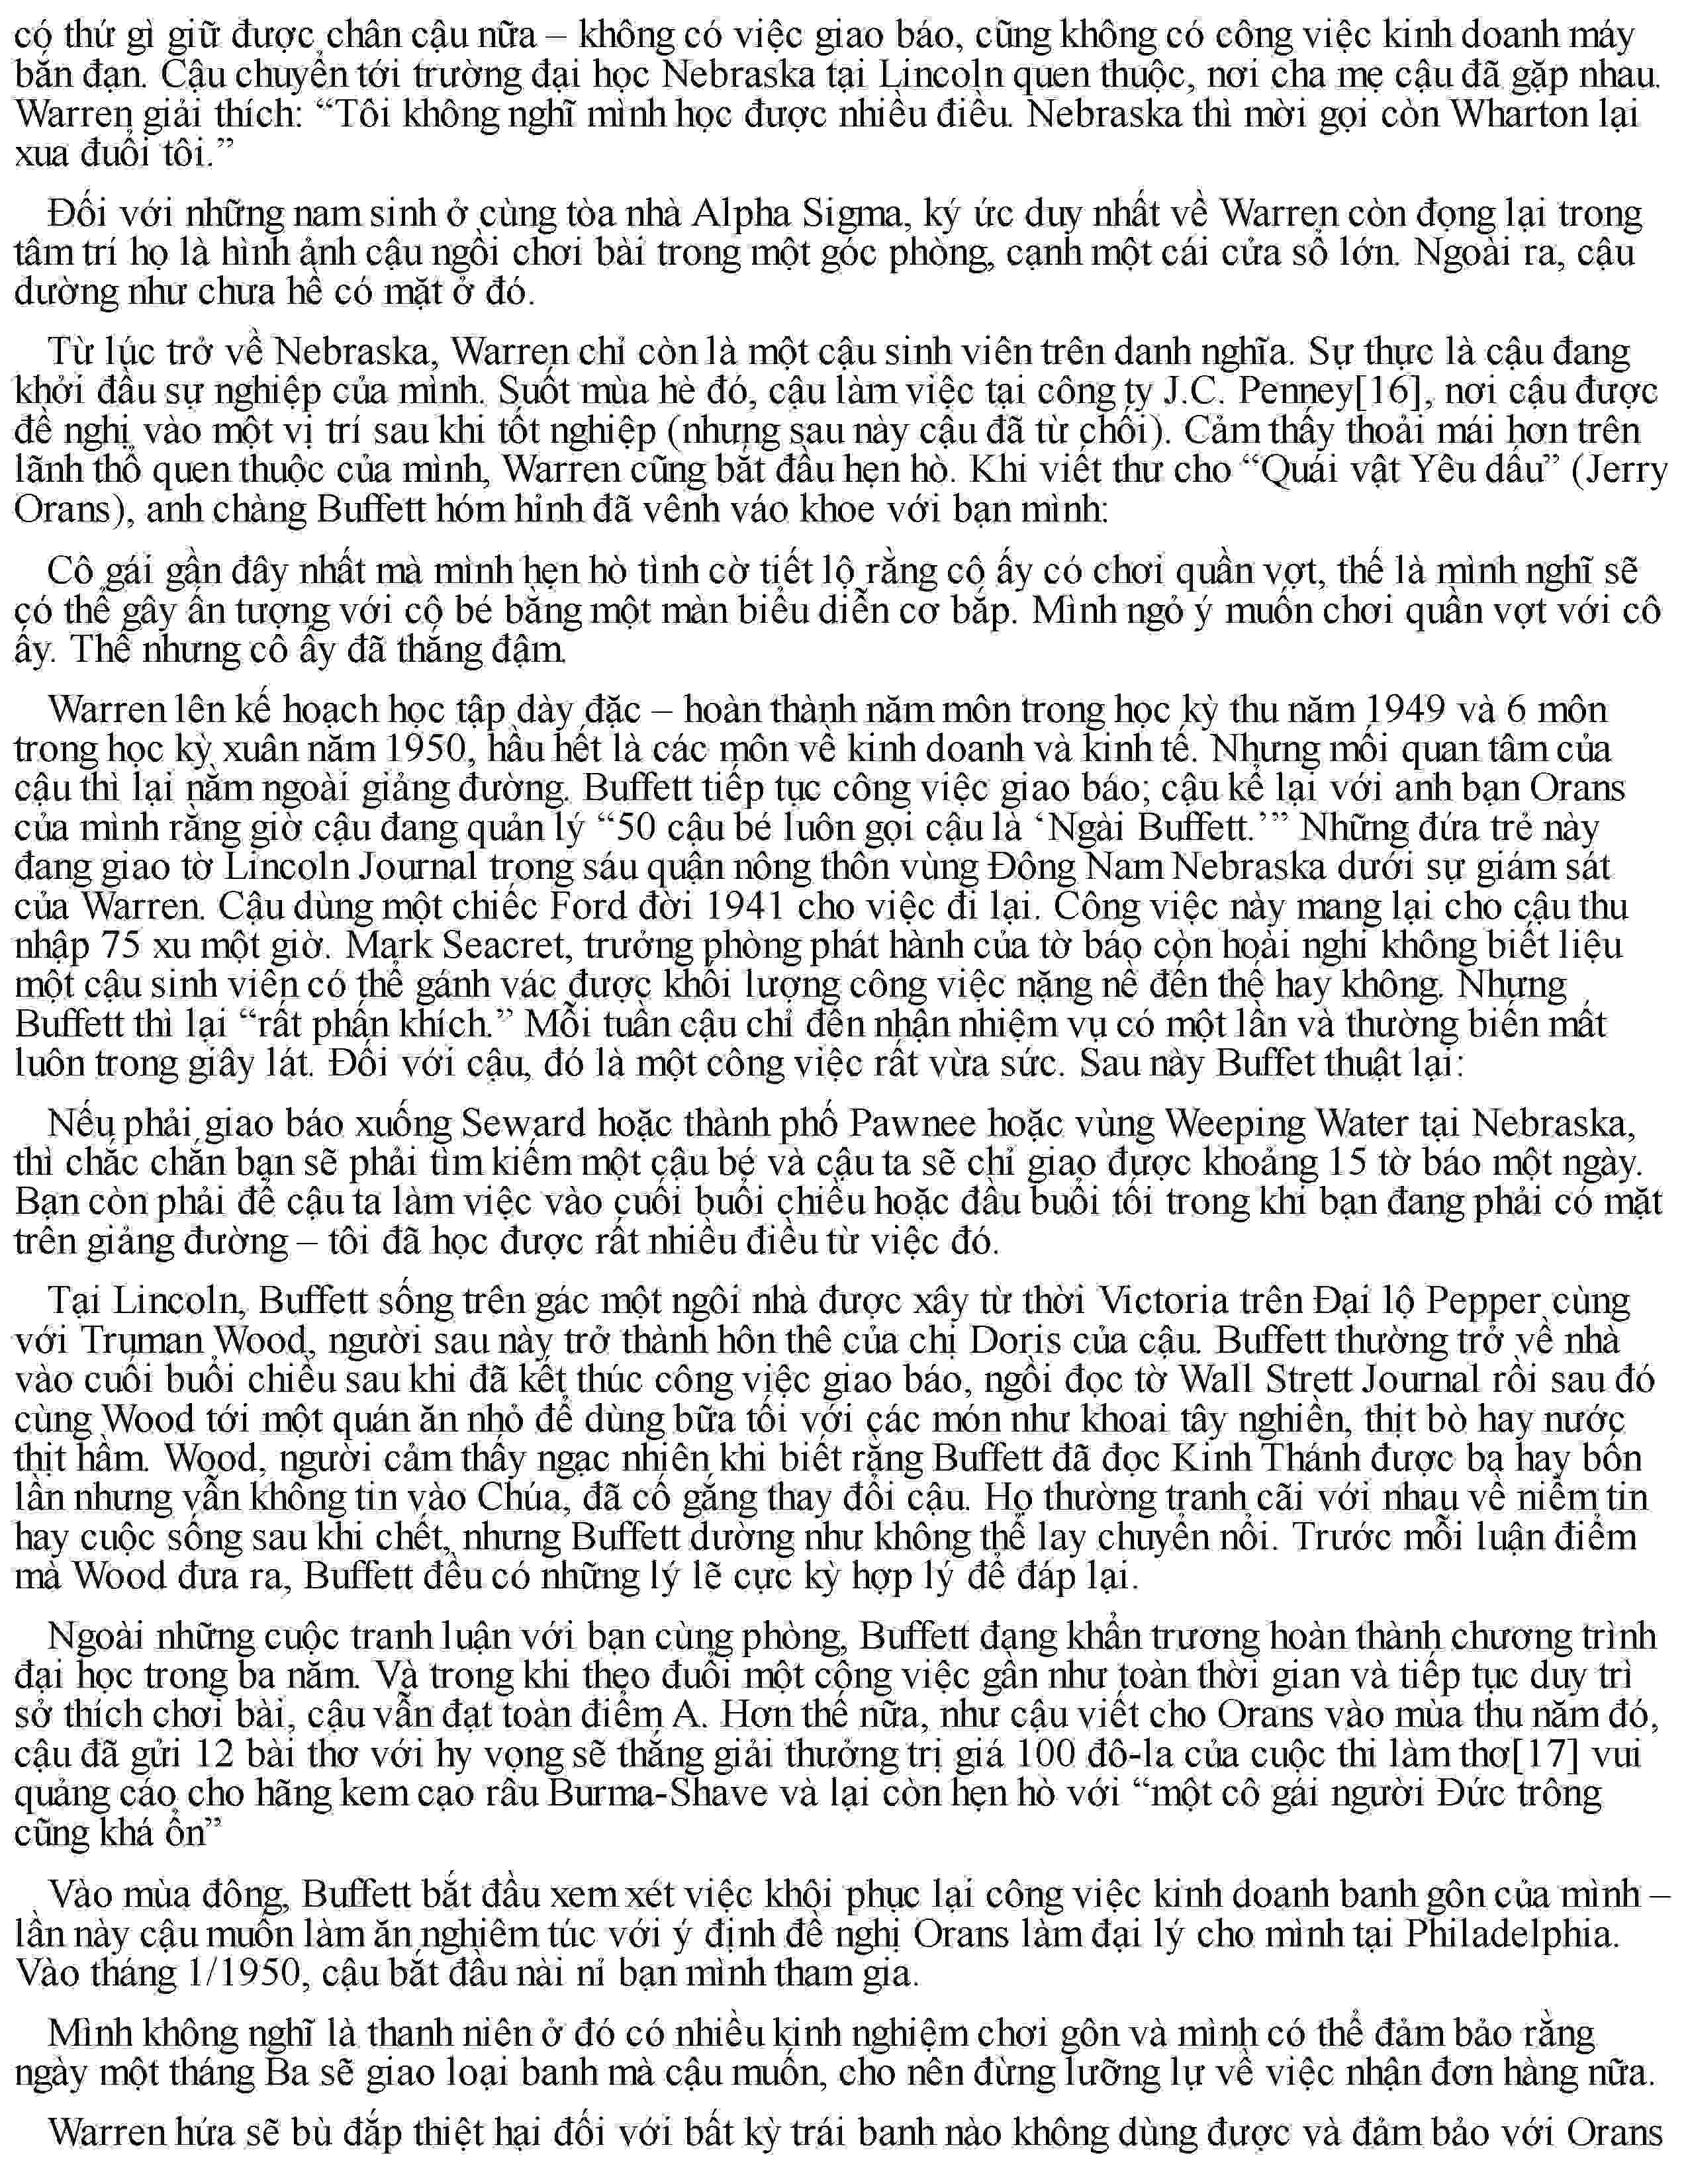 có thứ gì giữ được chân cậu nữa – không có việc giao báo, cũng không có công việc kinh doanh máy
bắn đạn. Cậu chuyển tới trường đại học Nebraska tại Lincoln quen thuộc, nơi cha mẹ cậu đã gặp nhau.
Warren giải thích: “Tôi không nghĩ mình học được nhiều điều. Nebraska thì mời gọi còn Wharton lại
xua đuổi tôi.”
Đối với những nam sinh ở cùng tòa nhà Alpha Sigma, ký ức duy nhất về Warren còn đọng lại trong
tâm trí họ là hình ảnh cậu ngồi chơi bài trong một góc phòng, cạnh một cái cửa sổ lớn. Ngoài ra, cậu
dường như chưa hề có mặt ở đó.
Từ lúc trở về Nebraska, Warren chỉ còn là một cậu sinh viên trên danh nghĩa. Sự thực là cậu đang
khởi đầu sự nghiệp của mình. Suốt mùa hè đó, cậu làm việc tại công ty J.C. Penney[16], nơi cậu được
đề nghị vào một vị trí sau khi tốt nghiệp (nhưng sau này cậu đã từ chối). Cảm thấy thoải mái hơn trên
lãnh thổ quen thuộc của mình, Warren cũng bắt đầu hẹn hò. Khi viết thư cho “Quái vật Yêu dấu” (Jerry
Orans), anh chàng Buffett hóm hỉnh đã vênh váo khoe với bạn mình:
Cô gái gần đây nhất mà mình hẹn hò tình cờ tiết lộ rằng cô ấy có chơi quần vợt, thế là mình nghĩ sẽ
có thể gây ấn tượng với cô bé bằng một màn biểu diễn cơ bắp. Mình ngỏ ý muốn chơi quần vợt với cô
ấy. Thế nhưng cô ấy đã thắng đậm.
Warren lên kế hoạch học tập dày đặc – hoàn thành năm môn trong học kỳ thu năm 1949 và 6 môn
trong học kỳ xuân năm 1950, hầu hết là các môn về kinh doanh và kinh tế. Nhưng mối quan tâm của
cậu thì lại nằm ngoài giảng đường. Buffett tiếp tục công việc giao báo; cậu kể lại với anh bạn Orans
của mình rằng giờ cậu đang quản lý “50 cậu bé luôn gọi cậu là ‘Ngài Buffett.’” Những đứa trẻ này
đang giao tờ Lincoln Journal trong sáu quận nông thôn vùng Đông Nam Nebraska dưới sự giám sát
của Warren. Cậu dùng một chiếc Ford đời 1941 cho việc đi lại. Công việc này mang lại cho cậu thu
nhập 75 xu một giờ. Mark Seacret, trưởng phòng phát hành của tờ báo còn hoài nghi không biết liệu
một cậu sinh viên có thể gánh vác được khối lượng công việc nặng nề đến thế hay không. Nhưng
Buffett thì lại “rất phấn khích.” Mỗi tuần cậu chỉ đến nhận nhiệm vụ có một lần và thường biến mất
luôn trong giây lát. Đối với cậu, đó là một công việc rất vừa sức. Sau này Buffet thuật lại:
Nếu phải giao báo xuống Seward hoặc thành phố Pawnee hoặc vùng Weeping Water tại Nebraska,
thì chắc chắn bạn sẽ phải tìm kiếm một cậu bé và cậu ta sẽ chỉ giao được khoảng 15 tờ báo một ngày.
Bạn còn phải để cậu ta làm việc vào cuối buổi chiều hoặc đầu buổi tối trong khi bạn đang phải có mặt
trên giảng đường – tôi đã học được rất nhiều điều từ việc đó.
Tại Lincoln, Buffett sống trên gác một ngôi nhà được xây từ thời Victoria trên Đại lộ Pepper cùng
với Truman Wood, người sau này trở thành hôn thê của chị Doris của cậu. Buffett thường trở về nhà
vào cuối buổi chiều sau khi đã kết thúc công việc giao báo, ngồi đọc tờ Wall Strett Journal rồi sau đó
cùng Wood tới một quán ăn nhỏ để dùng bữa tối với các món như khoai tây nghiền, thịt bò hay nước
thịt hầm. Wood, người cảm thấy ngạc nhiên khi biết rằng Buffett đã đọc Kinh Thánh được ba hay bốn
lần nhưng vẫn không tin vào Chúa, đã cố gắng thay đổi cậu. Họ thường tranh cãi với nhau về niềm tin
hay cuộc sống sau khi chết, nhưng Buffett dường như không thể lay chuyển nổi. Trước mỗi luận điểm
mà Wood đưa ra, Buffett đều có những lý lẽ cực kỳ hợp lý để đáp lại.
Ngoài những cuộc tranh luận với bạn cùng phòng, Buffett đang khẩn trương hoàn thành chương trình
đại học trong ba năm. Và trong khi theo đuổi một công việc gần như toàn thời gian và tiếp tục duy trì
sở thích chơi bài, cậu vẫn đạt toàn điểm A. Hơn thế nữa, như cậu viết cho Orans vào mùa thu năm đó,
cậu đã gửi 12 bài thơ với hy vọng sẽ thắng giải thưởng trị giá 100 đô-la của cuộc thi làm thơ[17] vui
quảng cáo cho hãng kem cạo râu Burma-Shave và lại còn hẹn hò với “một cô gái người Đức trông
cũng khá ổn”
Vào mùa đông, Buffett bắt đầu xem xét việc khôi phục lại công việc kinh doanh banh gôn của mình –
lần này cậu muốn làm ăn nghiêm túc với ý định đề nghị Orans làm đại lý cho mình tại Philadelphia.
Vào tháng 1/1950, cậu bắt đầu nài nỉ bạn mình tham gia.
Mình không nghĩ là thanh niên ở đó có nhiều kinh nghiệm chơi gôn và mình có thể đảm bảo rằng
ngày một tháng Ba sẽ giao loại banh mà cậu muốn, cho nên đừng lưỡng lự về việc nhận đơn hàng nữa.
Warren hứa sẽ bù đắp thiệt hại đối với bất kỳ trái banh nào không dùng được và đảm bảo với Orans